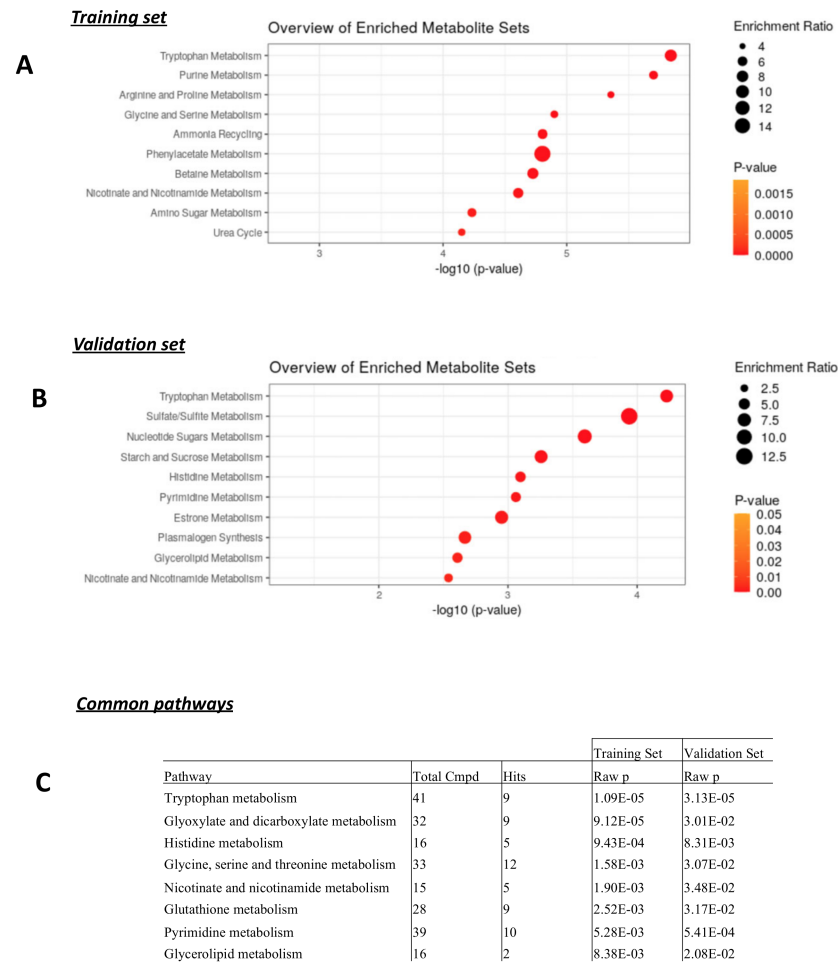 Training set
A
Overview of Enriched Metabolite Sets
Tryptophan Metabolism
Purine Metabolism
Arginine and Proline Metabolism
Glycine and Serine Metabolism
Ammonia Recycling
Phenylacetate Metabolism
Betaine Metabolism
Nicotinate and Nicotinamide Metabolism
Amino Sugar Metabolism
Urea Cycle
3 4 5
-log10 (p-value)
Enrichment Ratio
4
6
8
10
12
14
P-value
0.0015
0.0010
0.0005
0.0000
Validation set
B
Overview of Enriched Metabolite Sets
Tryptophan Metabolism
Sulfate/Sulfite Metabolism
Nucleotide Sugars Metabolism
Starch and Sucrose Metabolism
Histidine Metabolism
Pyrimidine Metabolism
Estrone Metabolism
Plasmalogen Synthesis
Glycerolipid Metabolism
Nicotinate and Nicotinamide Metabolism
2 3 4
-log10 (p-value)
Enrichment Ratio
2.5
5.0
7.5
10.0
12.5
P-value
0.05
0.04
0.03
0.02
0.01
0.00
Common pathways
C
Training Set Validation Set
Pathway Total Cmpd Hits Raw p Raw p
Tryptophan metabolism 41 9 1.09E-05 3.13E-05
Glyoxylate and dicarboxylate metabolism 32 9 9.12E-05 3.01E-02
Histidine metabolism 16 5 9.43E-04 8.31E-03
Glycine, serine and threonine metabolism 33 12 1.58E-03 3.07E-02
Nicotinate and nicotinamide metabolism 15 5 1.90E-03 3.48E-02
Glutathione metabolism 28 9 2.52E-03 3.17E-02
Pyrimidine metabolism 39 10 5.28E-03 5.41E-04
Glycerolipid metabolism 16 2 8.38E-03 2.08E-02